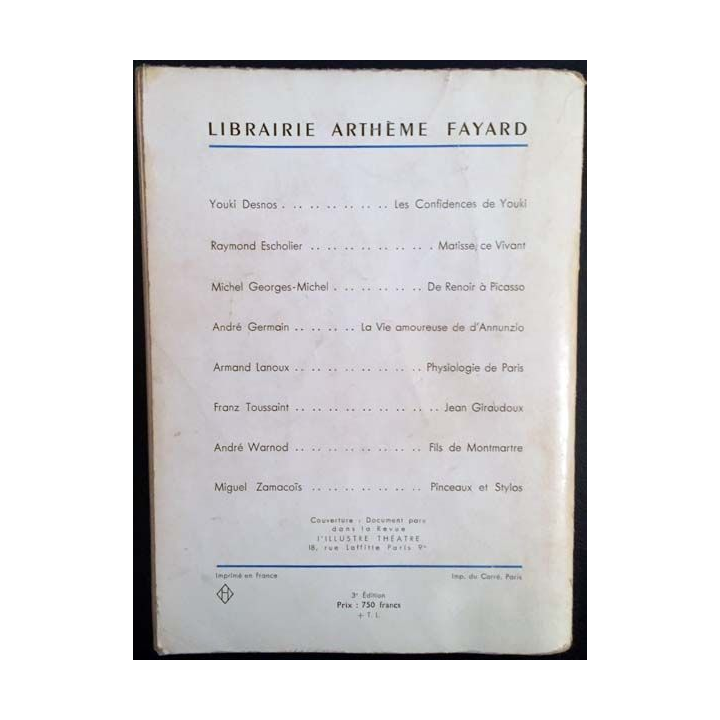 LIBRAIRIE ARTHÈME FAYARD
Youki Desnos . .. .. .. .. .. .. .. Les Confidences de Youki
Raymond Escholier .. .. .. .. .. .. .. .. . Matisse, ce Vivant
Michel Georges-Michel . .. .. .. .. .. .. De Renoir à Picasso
André Germain .. .. .. .. .. La Vie amoureuse de d'Annunzio
Armand Lanoux .. .. .. .. .. .. .. .. .. Physiologie de Paris
Franz Toussaint .. .. .. .. .. .. .. .. .. .. Jean Giraudoux
André Warnod .. .. .. .. .. .. .. .. .. Fils de Montmartre
Miguel Zamacoïs .. .. .. .. .. .. .. .. Pinceaux et Stylos
Couverture : Document paru
dans la Revue
l'ILLUSTRE THÉATRE
18, rue Laffitte Paris 9e
Imprimé en France Imp. du Carré, Paris
H
3e Édition
Prix : 750 francs
+ T. L.